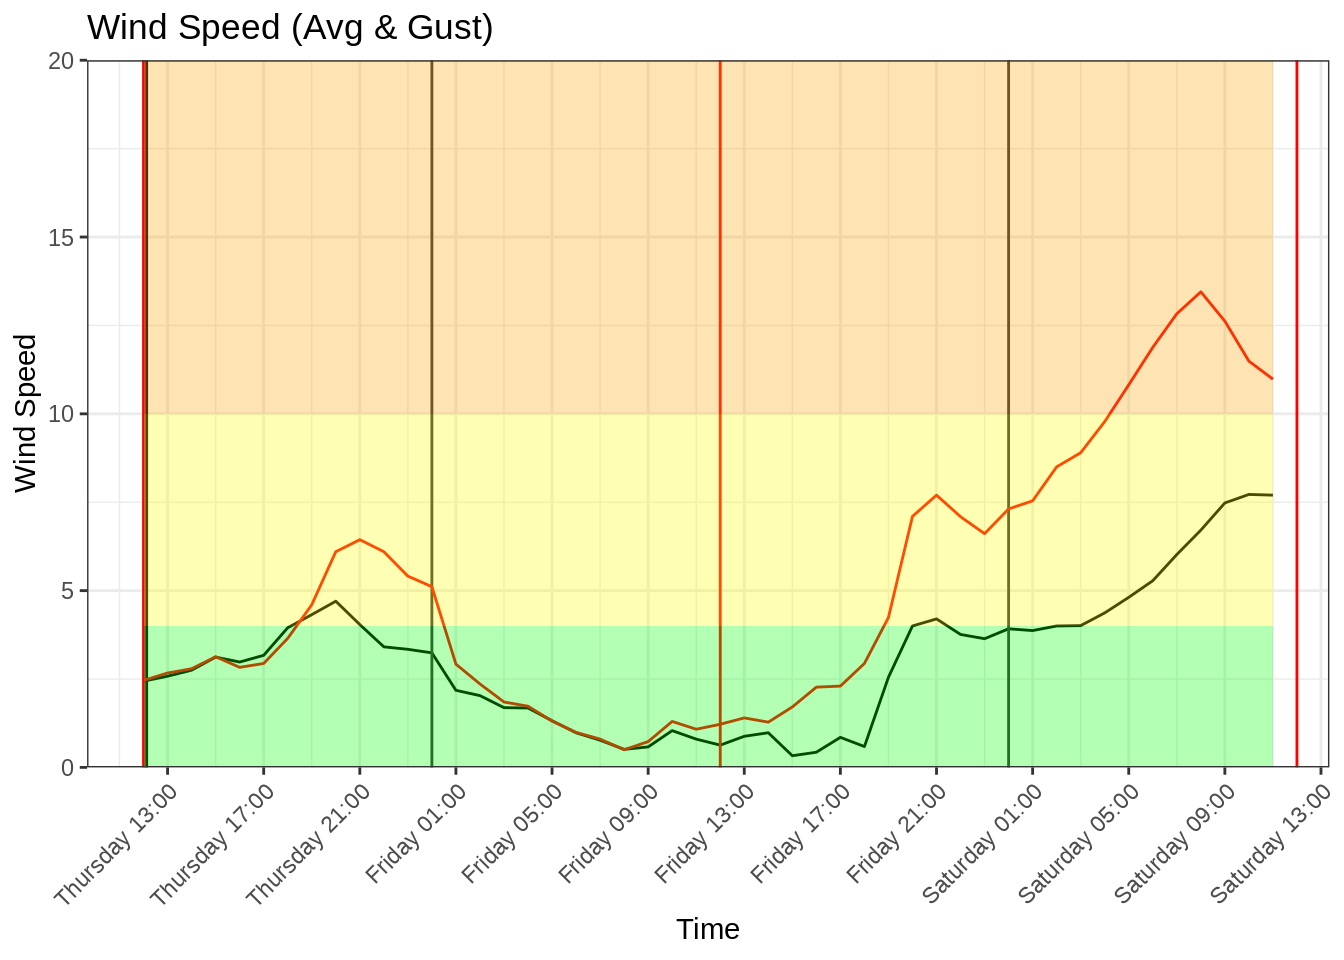 Wind Speed (Avg & Gust)
20
15
10
5
0
Wind Speed
Thursday 13:00
Thursday 17:00
Thursday 21:00
Friday 01:00
Friday 05:00
Friday 09:00
Friday 13:00
Friday 17:00
Friday 21:00
Saturday 01:00
Saturday 05:00
Saturday 09:00
Saturday 13:00
Time